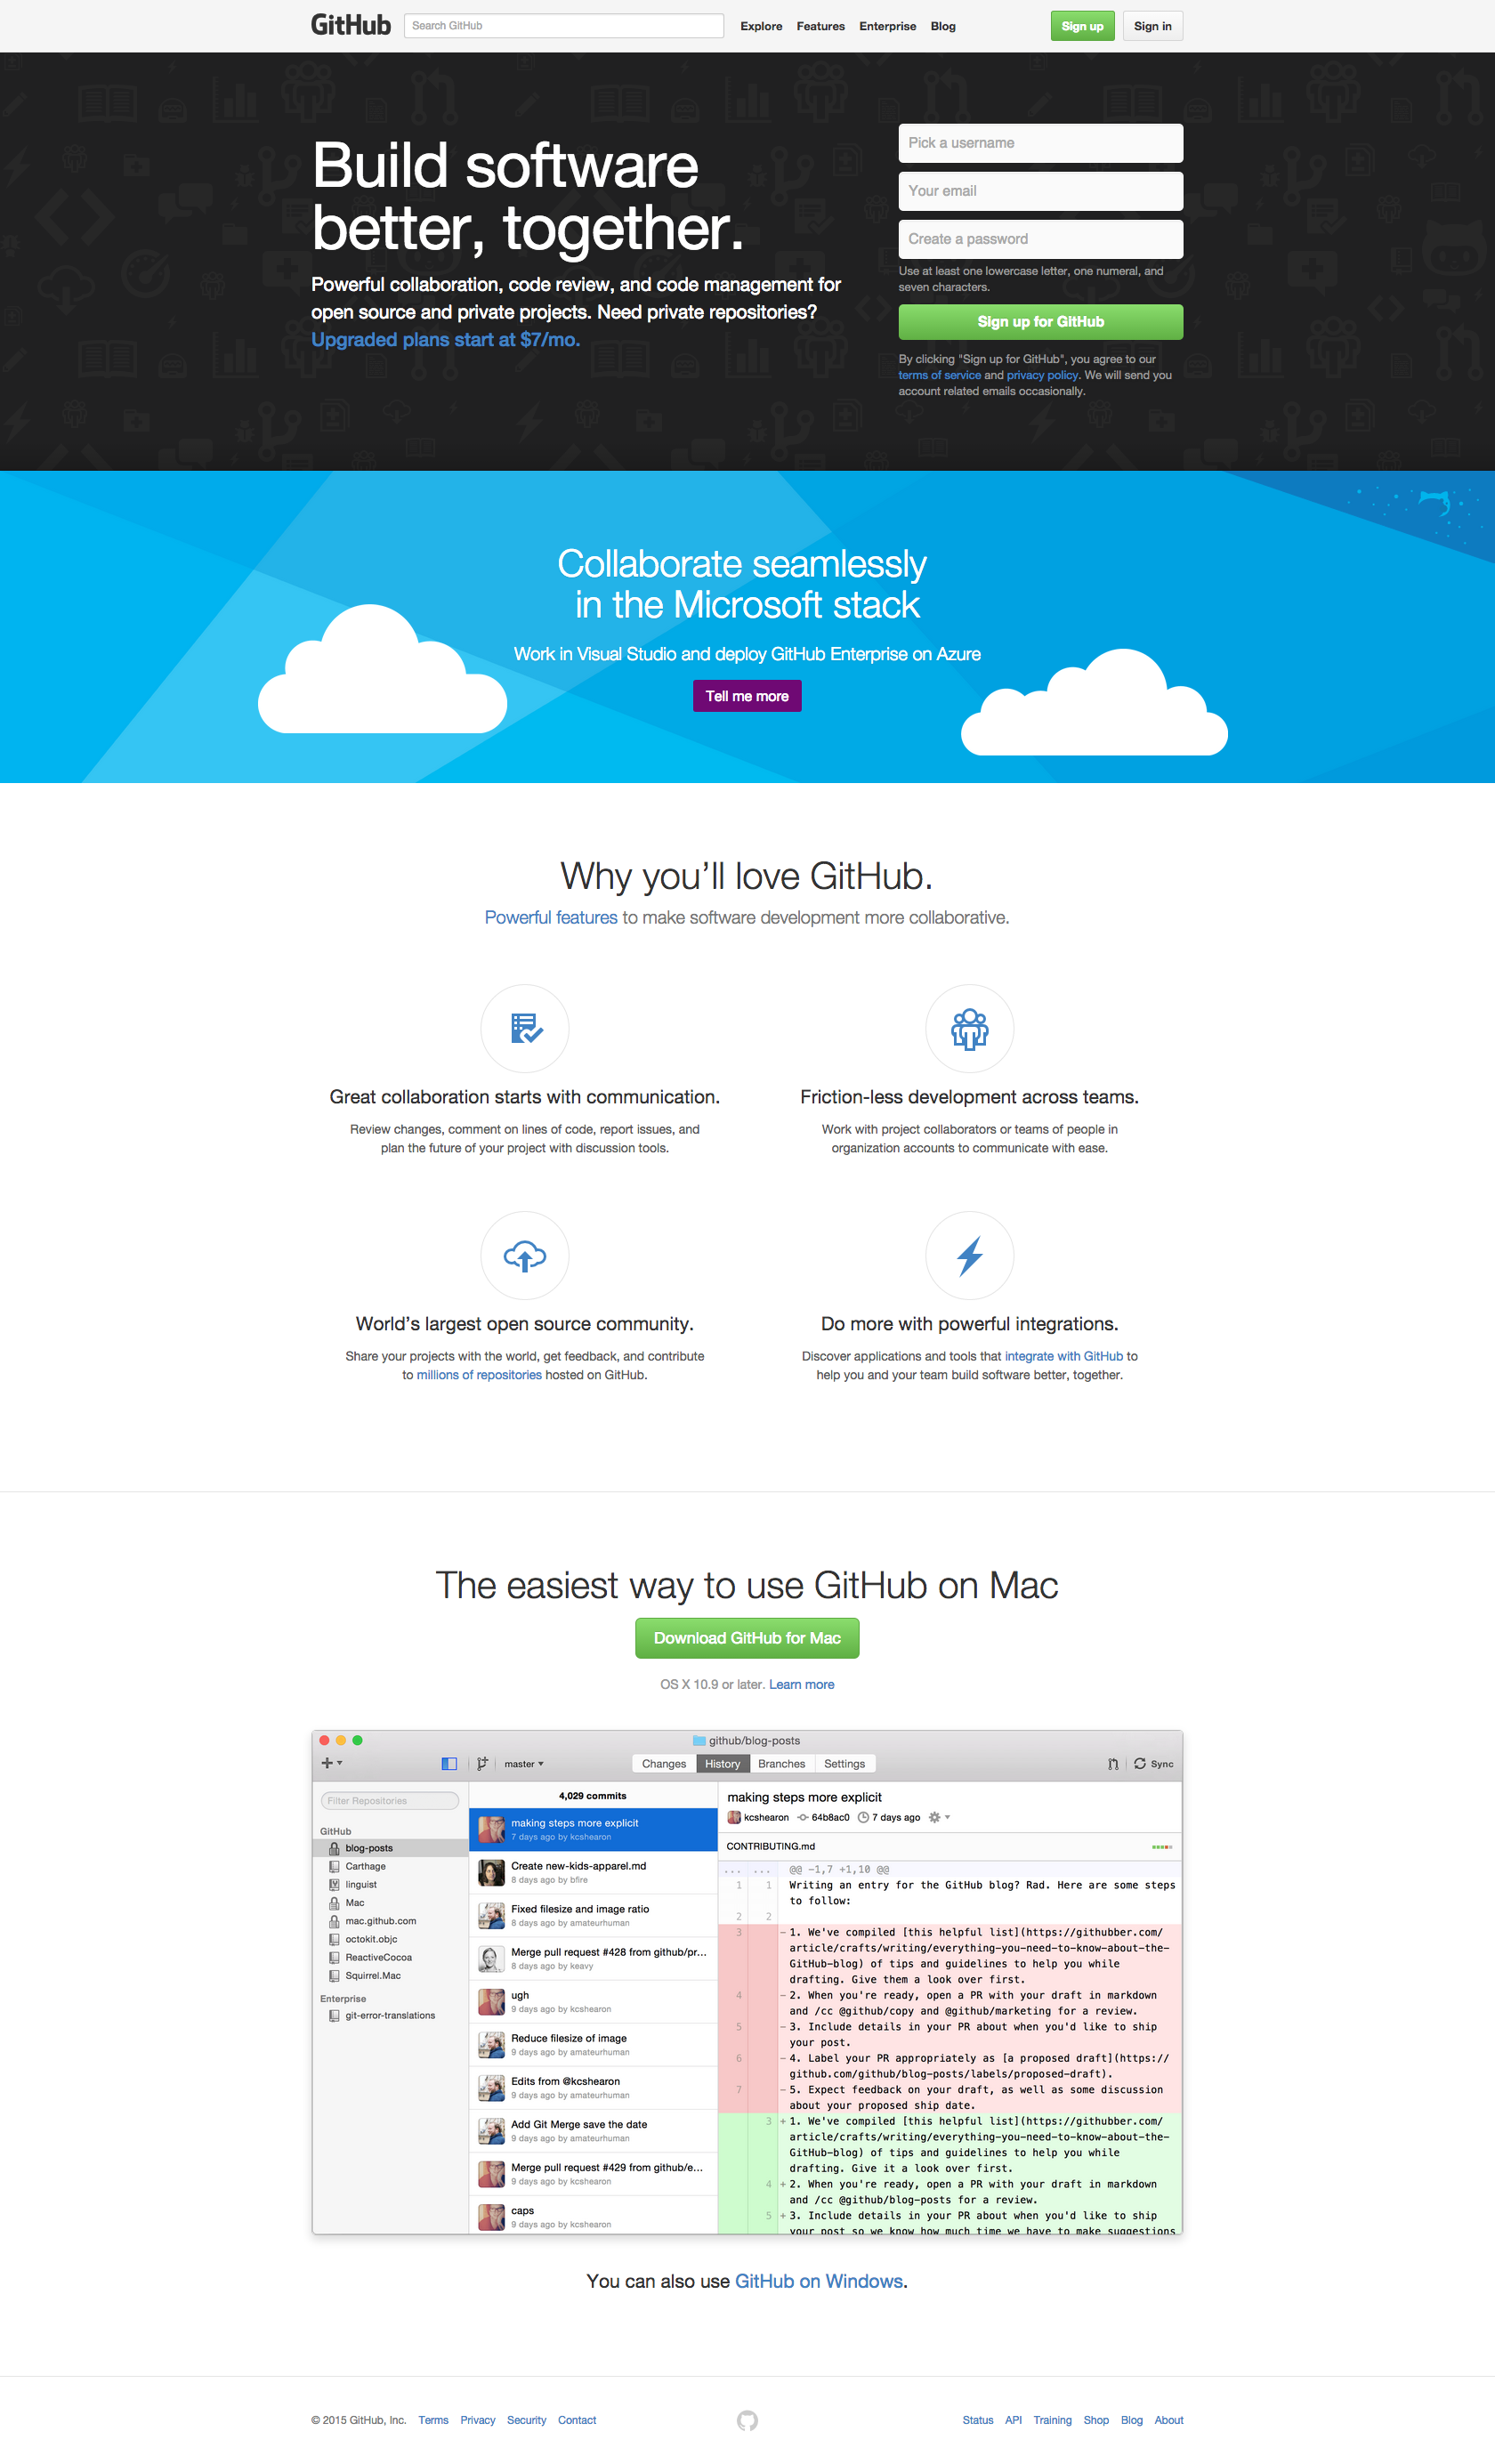 GitHub
Search GitHub
Explore Features Enterprise Blog
Sign up Sign in
Build software
better, together.
Powerful collaboration, code review, and code management for
open source and private projects. Need private repositories?
Upgraded plans start at $7/mo.
Pick a username
Your email
Create a password
Use at least one lowercase letter, one numeral, and
seven characters.
Sign up for GitHub
By clicking "Sign up for GitHub", you agree to our
terms of service and privacy policy. We will send you
account related emails occasionally.
Collaborate seamlessly
in the Microsoft stack
Work in Visual Studio and deploy GitHub Enterprise on Azure
Tell me more
Why you’ll love GitHub.
Powerful features to make software development more collaborative.
Great collaboration starts with communication.
Review changes, comment on lines of code, report issues, and
plan the future of your project with discussion tools.
Friction-less development across teams.
Work with project collaborators or teams of people in
organization accounts to communicate with ease.
World’s largest open source community.
Share your projects with the world, get feedback, and contribute
to millions of repositories hosted on GitHub.
Do more with powerful integrations.
Discover applications and tools that integrate with GitHub to
help you and your team build software better, together.
The easiest way to use GitHub on Mac
Download GitHub for Mac
OS X 10.9 or later. Learn more
github/blog-posts
master Changes History Branches Settings Sync
Filter Repositories
GitHub
blog-posts
Carthage
linguist
Mac
mac.github.com
octokit.objc
ReactiveCocoa
Squirrel.Mac
Enterprise
git-error-translations
4,029 commits
making steps more explicit
7 days ago by kcshearon
Create new-kids-apparel.md
8 days ago by bfire
Fixed filesize and image ratio
8 days ago by amateurhuman
Merge pull request #428 from github/pr...
8 days ago by keavy
ugh
9 days ago by kcshearon
Reduce filesize of image
9 days ago by amateurhuman
Edits from @kcshearon
9 days ago by amateurhuman
Add Git Merge save the date
9 days ago by amateurhuman
Merge pull request #429 from github/e...
9 days ago by kcshearon
caps
9 days ago by kcshearon
making steps more explicit
kcshearon 64b8ac0 7 days ago
CONTRIBUTING.md
... ... @@ -1,7 +1,10 @@
1 1 Writing an entry for the GitHub blog? Rad. Here are some steps
to follow:
2 2
3 - 1. We've compiled [this helpful list](https://githubber.com/
article/crafts/writing/everything-you-need-to-know-about-the-
GitHub-blog) of tips and guidelines to help you while
drafting. Give them a look over first.
4 - 2. When you're ready, open a PR with your draft in markdown
and /cc @github/copy and @github/marketing for a review.
5 - 3. Include details in your PR about when you'd like to ship
your post.
6 - 4. Label your PR appropriately as [a proposed draft](https://
github.com/github/blog-posts/labels/proposed-draft).
7 - 5. Expect feedback on your draft, as well as some discussion
about your proposed ship date.
3 + 1. We've compiled [this helpful list](https://githubber.com/
article/crafts/writing/everything-you-need-to-know-about-the-
GitHub-blog) of tips and guidelines to help you while
drafting. Give it a look over first.
4 + 2. When you're ready, open a PR with your draft in markdown
and /cc @github/blog-posts for a review.
5 + 3. Include details in your PR about when you'd like to ship
your post so we know how much time we have to make suggestions
You can also use GitHub on Windows.
© 2015 GitHub, Inc. Terms Privacy Security Contact
Status API Training Shop Blog About